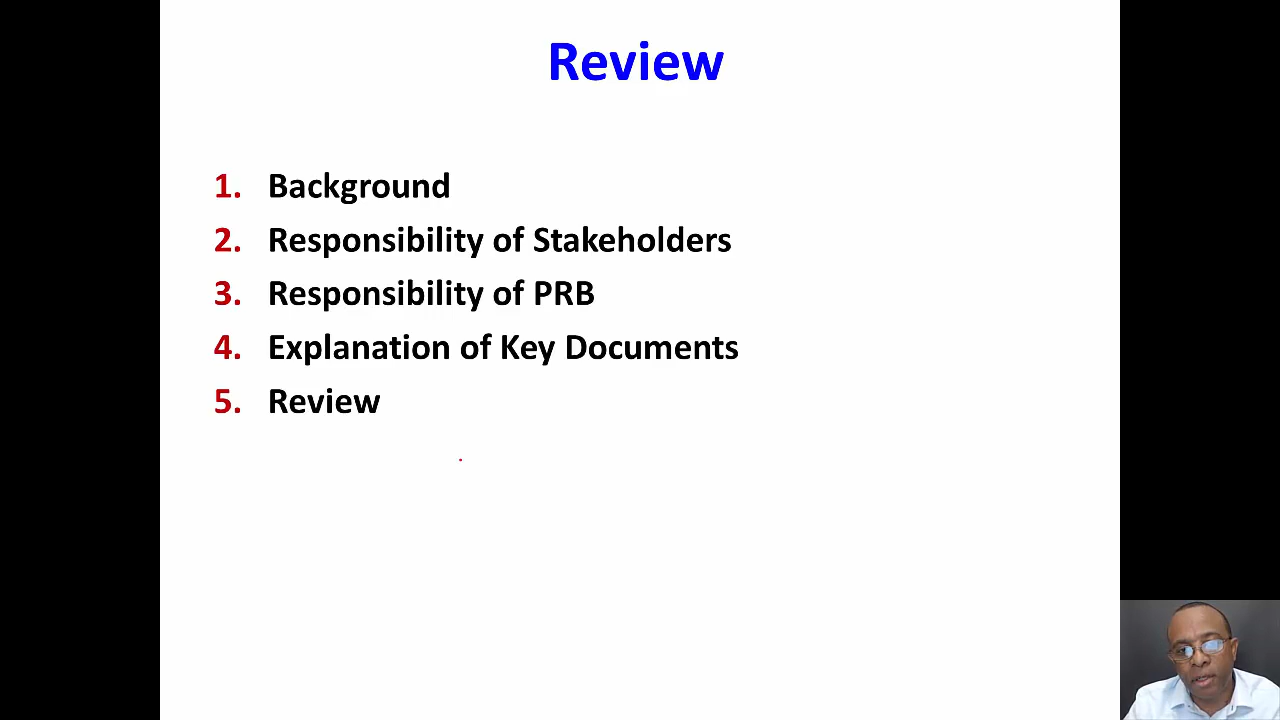 Review
1. Background
2. Responsibility of Stakeholders
3. Responsibility of PRB
4. Explanation of Key Documents
5. Review